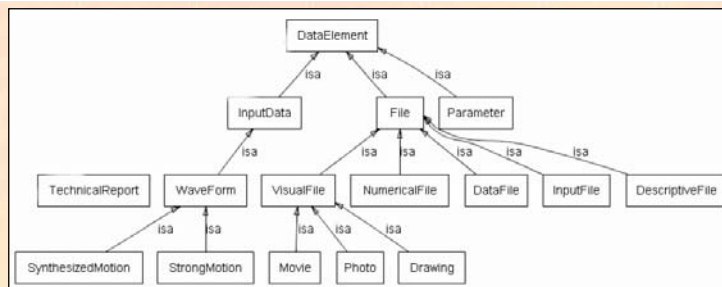 DataElement
isa isa isa
InputData File Parameter
isa isa isa isa isa isa
TechnicalReport WaveForm VisualFile NumericalFile DataFile InputFile DescriptiveFile
isa isa isa isa isa
SynthesizedMotion StrongMotion Movie Photo Drawing